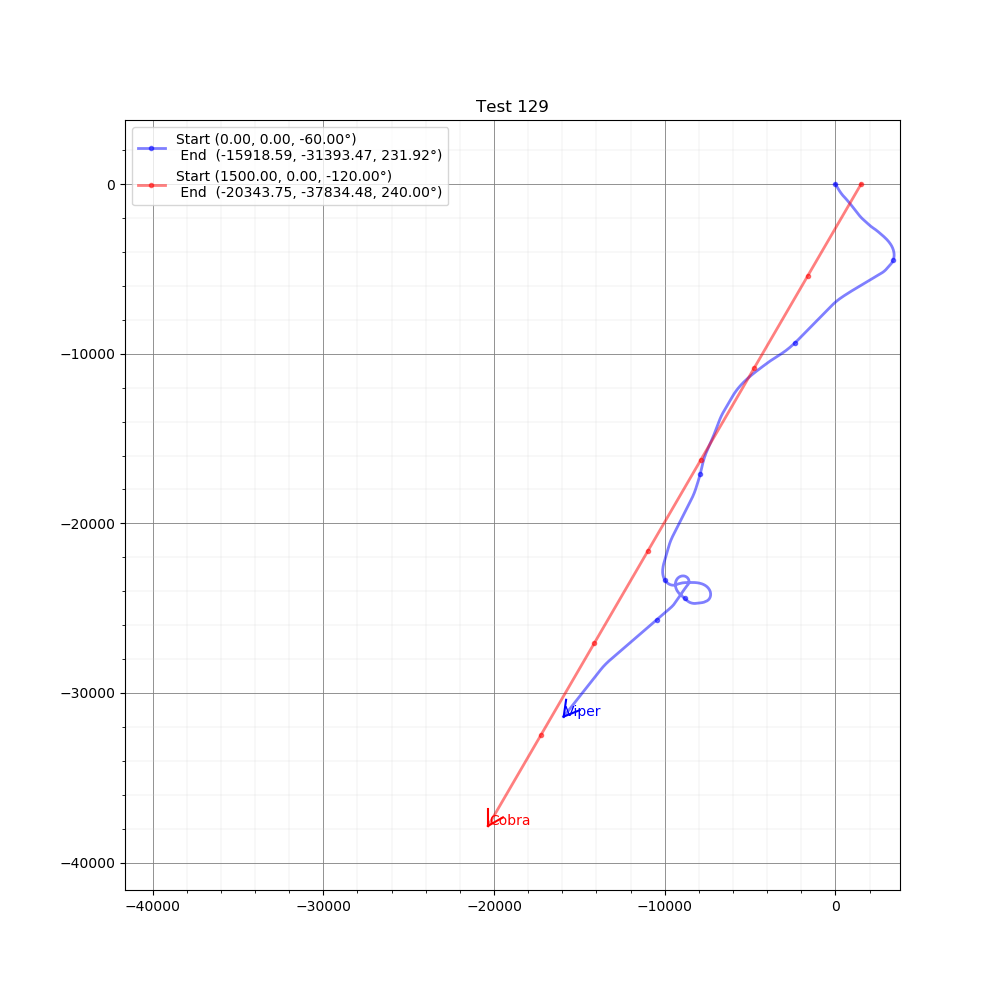 Test 129
Start (0.00, 0.00, -60.00°)
End (-15918.59, -31393.47, 231.92°)
Start (1500.00, 0.00, -120.00°)
End (-20343.75, -37834.48, 240.00°)
0
−10000
−20000
−30000
−40000
Viper
Cobra
−40000 −30000 −20000 −10000 0